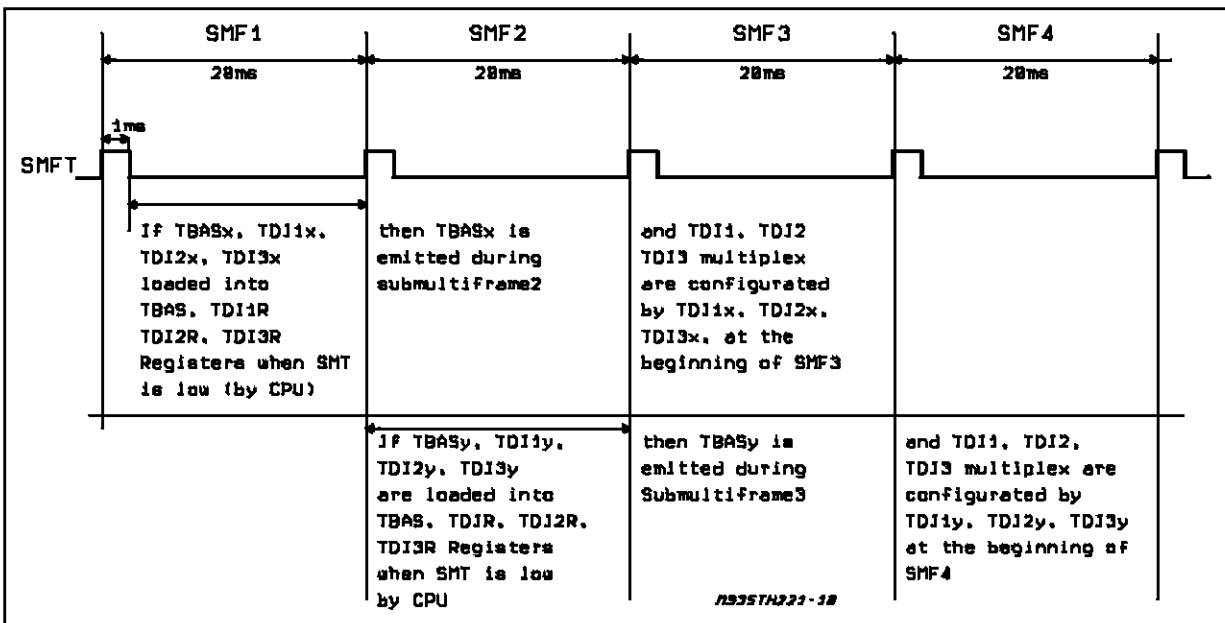 SMF1 SMF2 SMF3 SMF4
20ms 20ms 20ms 20ms
1ms
SMFT
If TBASx, TDI1x,
TDI2x, TDI3x
loaded into
TBAS, TDI1R
TDI2R, TDI3R
Registers when SMT
is low (by CPU)
then TBASx is
emitted during
submultiframe2
and TDI1, TDI2
TDI3 multiplex
are configurated
by TDI1x, TDI2x,
TDI3x, at the
beginning of SMF3
If TBASy, TDI1y,
TDI2y, TDI3y
are loaded into
TBAS, TDIR, TDI2R,
TDI3R Registers
when SMT is low
by CPU
then TBASy is
emitted during
Submultiframe3
and TDI1, TDI2,
TDI3 multiplex are
configurated by
TDI1y, TDI2y, TDI3y
at the beginning of
SMF4
M93STH221-10